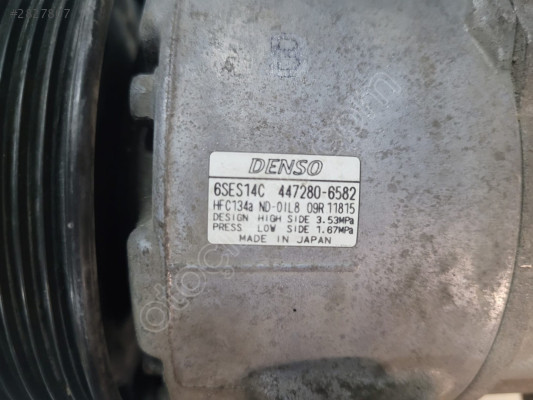 DENSO
6SES14C 447280-6582
HFC134a ND-OIL8 09R 11815
DESIGN HIGH SIDE 3.53MPa
PRESS LOW SIDE 1.67MPa
MADE IN JAPAN